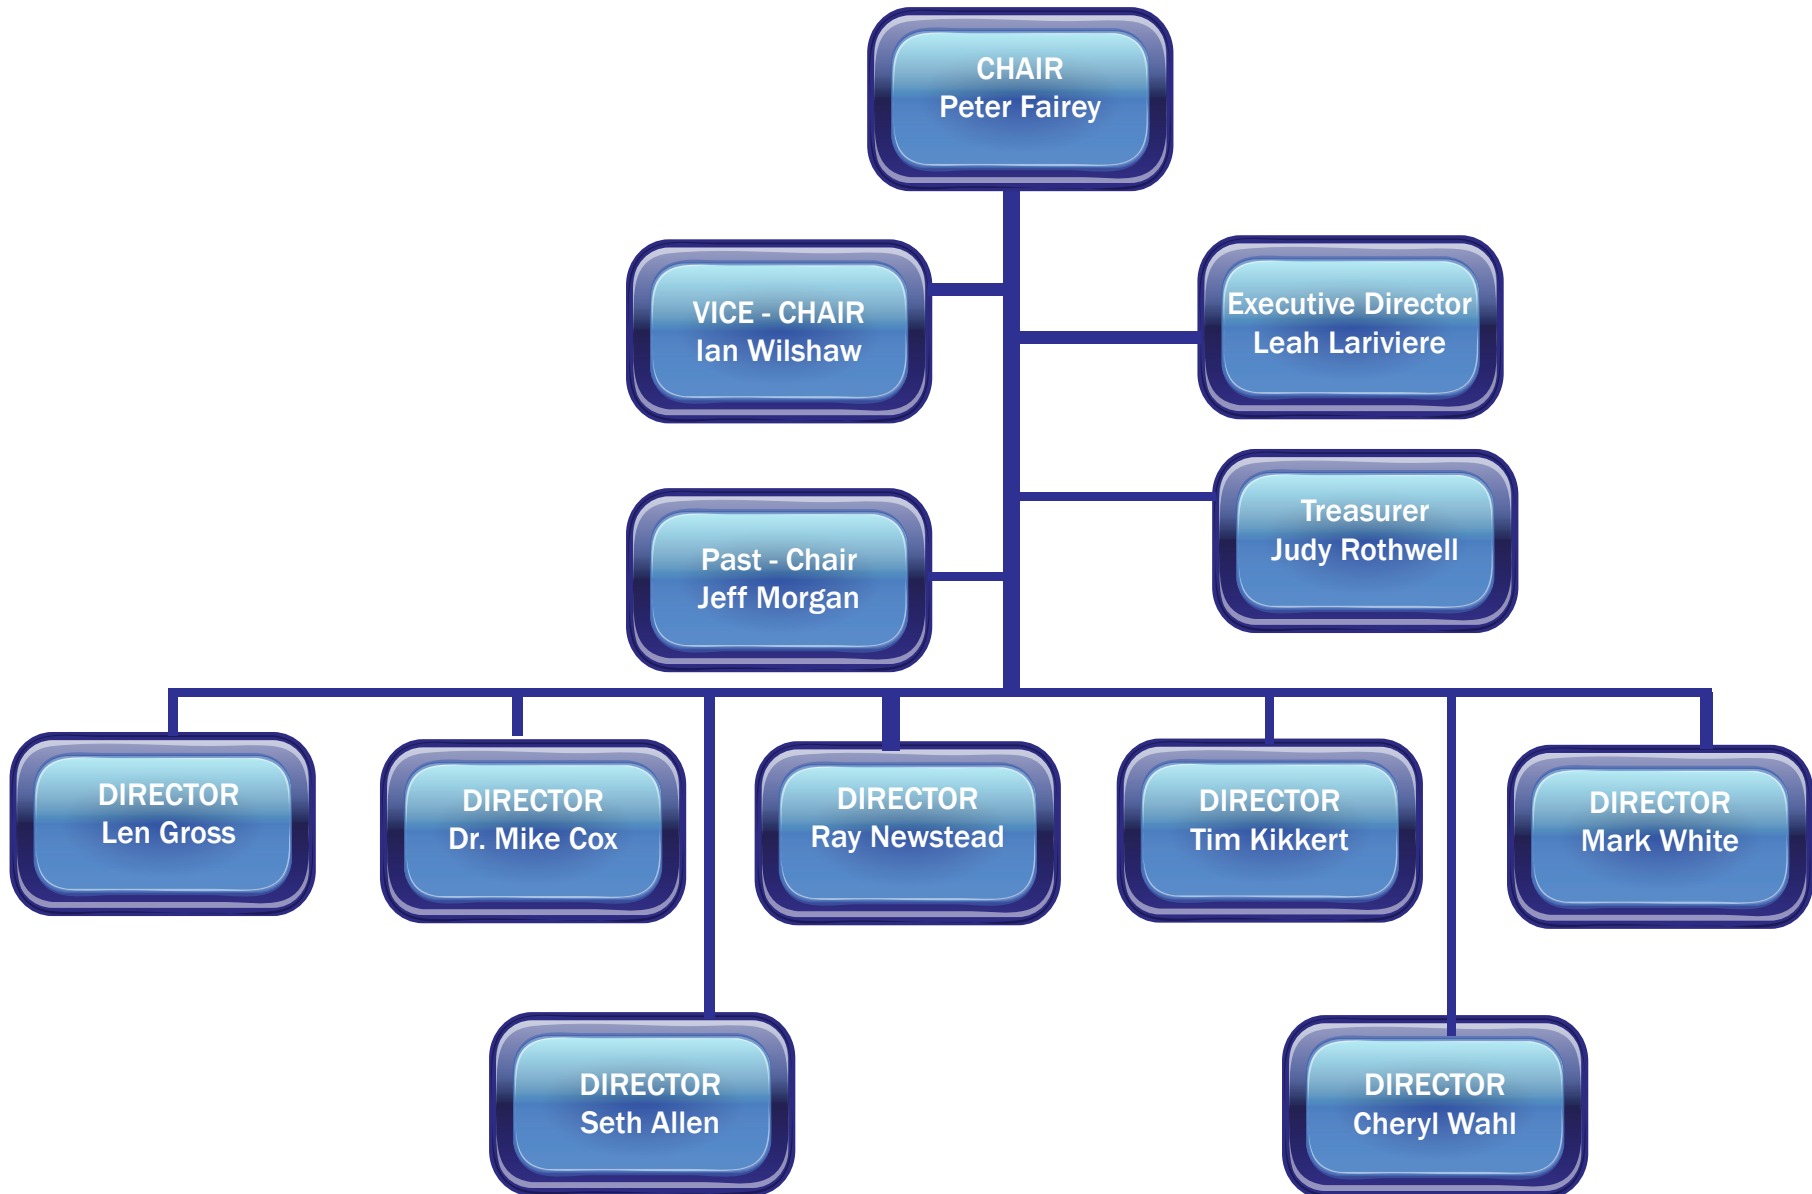 CHAIR
Peter Fairey
VICE - CHAIR
Ian Wilshaw
Executive Director
Leah Lariviere
Past - Chair
Jeff Morgan
Treasurer
Judy Rothwell
DIRECTOR
Len Gross
DIRECTOR
Dr. Mike Cox
DIRECTOR
Ray Newstead
DIRECTOR
Tim Kikkert
DIRECTOR
Mark White
DIRECTOR
Seth Allen
DIRECTOR
Cheryl Wahl